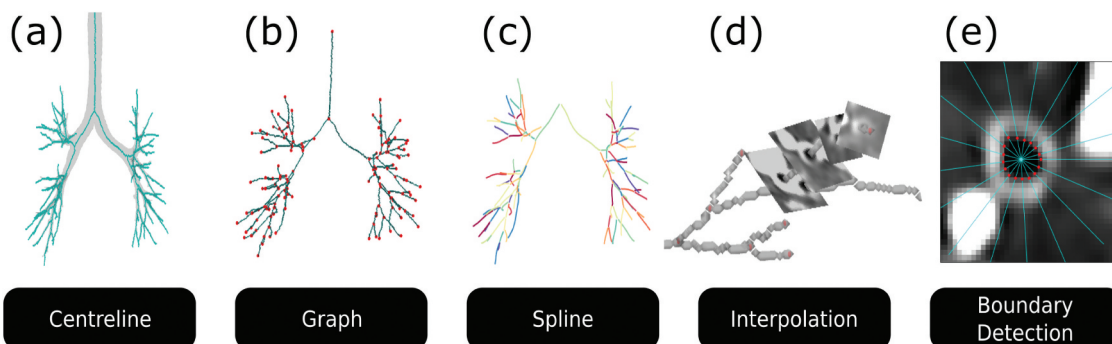 (a)
(b)
(c)
(d)
(e)
Centreline
Graph
Spline
Interpolation
Boundary
Detection